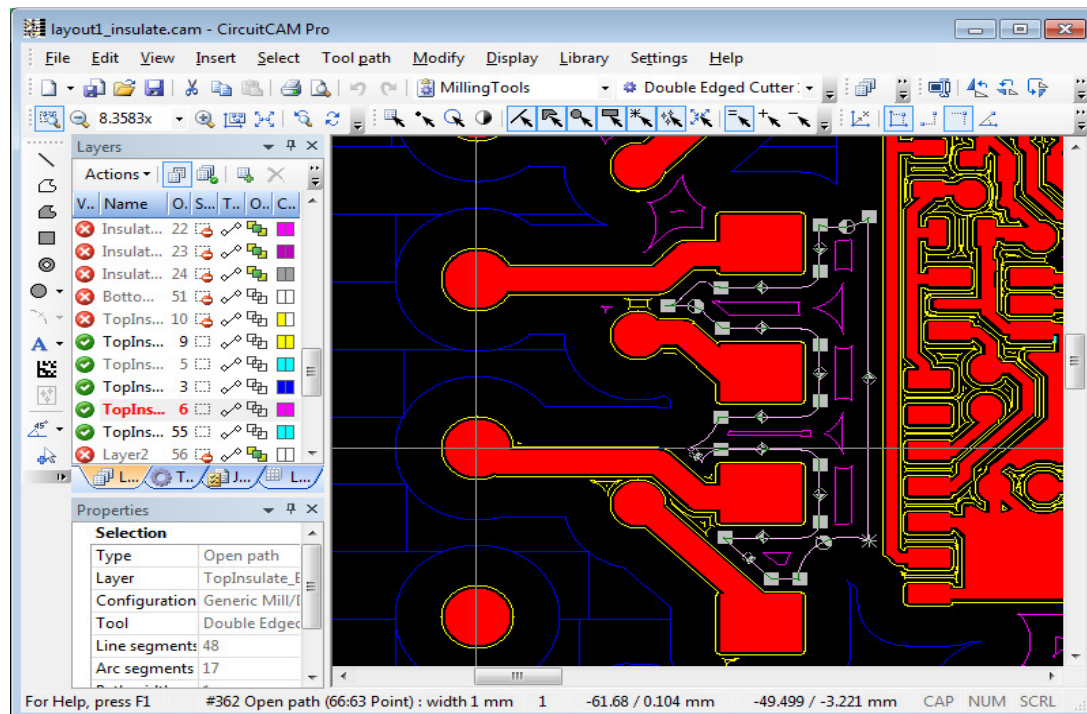 layout1_insulate.cam - CircuitCAM Pro
File Edit View Insert Select Tool path Modify Display Library Settings Help
MillingTools Double Edged Cutter:
8.3583x
Layers
Actions
V.. Name O. S... T.. O.. C..
Insulat... 22
Insulat... 23
Insulat... 24
Botto... 51
TopIns... 10
TopIns... 9
TopIns... 5
TopIns... 3
TopIns... 6
TopIns... 55
Layer2 56
A
45°
L... T.. J... L...
Properties
Selection
Type Open path
Layer TopInsulate_E
Configuration Generic Mill/
Tool Double Edged
Line segments 48
Arc segments 17
For Help, press F1 #362 Open path (66:63 Point) : width 1 mm 1 -61.68 / 0.104 mm -49.499 / -3.221 mm CAP NUM SCRL